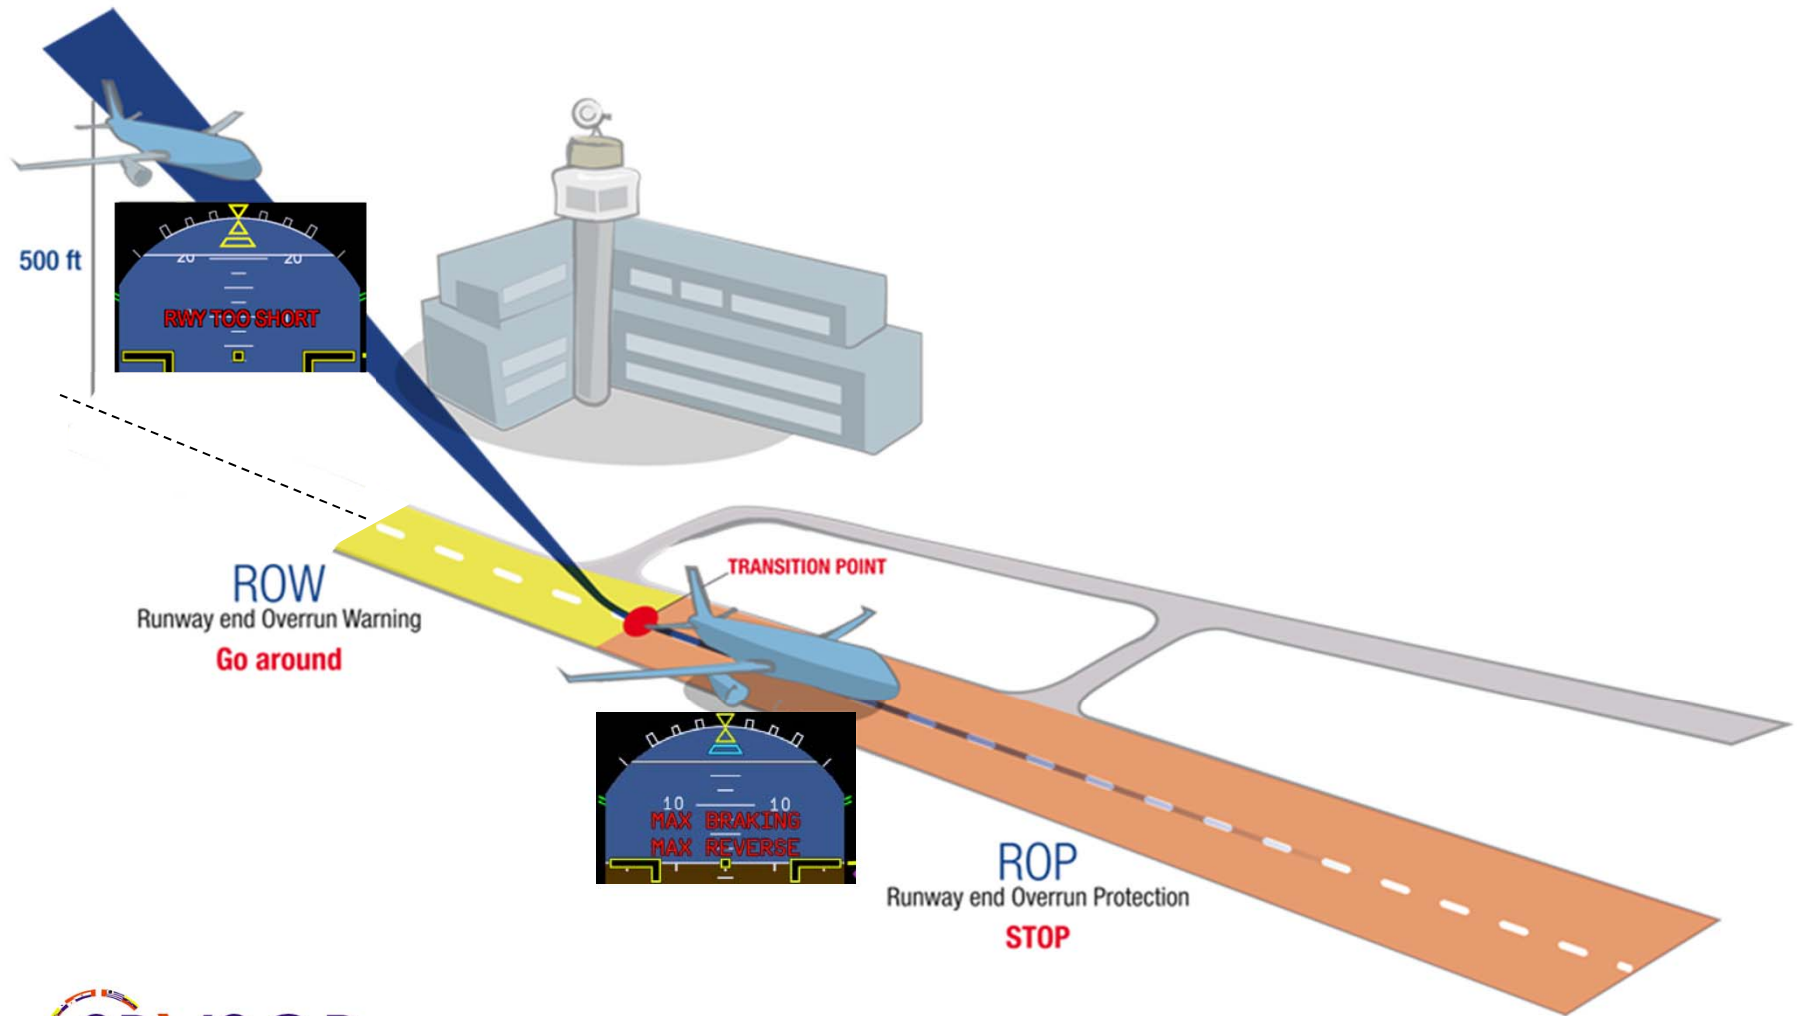 500 ft
20 20
RWY TOO SHORT
ROW
Runway end Overrun Warning
Go around
TRANSITION POINT
10 10
MAX BRAKING
MAX REVERSE
ROP
Runway end Overrun Protection
STOP